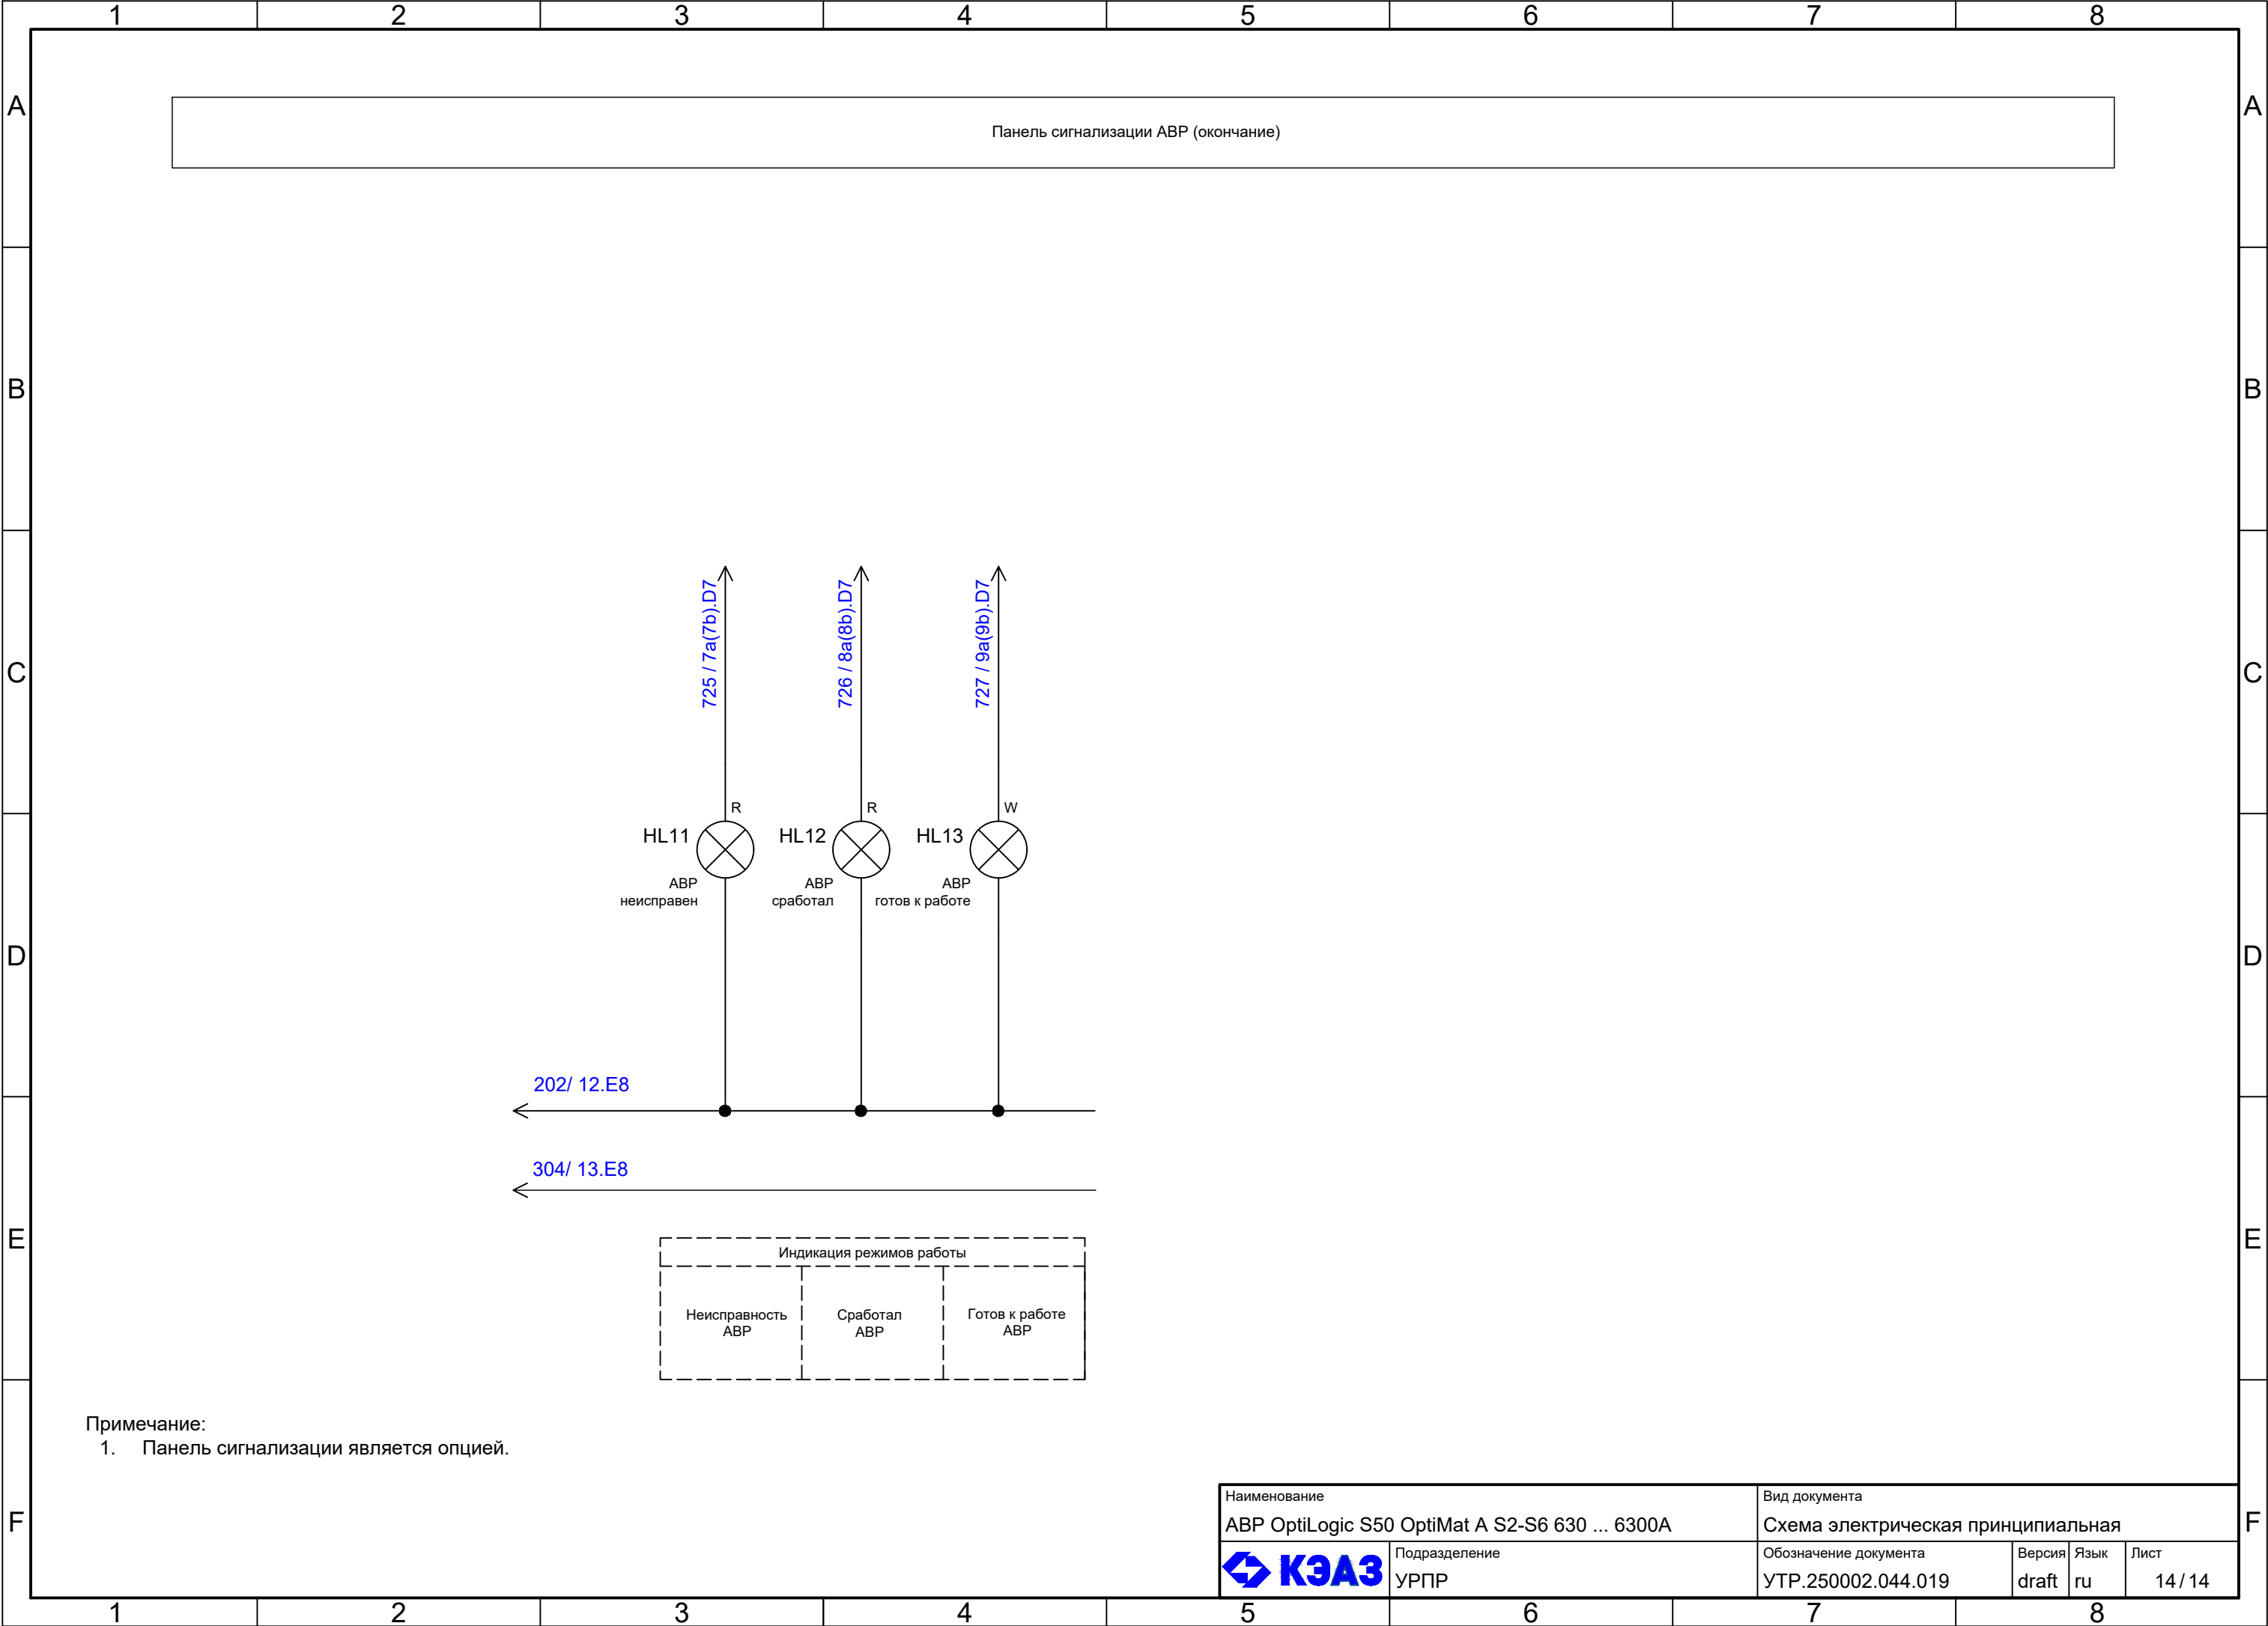 1 2 3 4 5 6 7 8
A A
Панель сигнализации АВР (окончание)
B B
725 / 7a(7b).D7
726 / 8a(8b).D7
727 / 9a(9b).D7
C C
R R W
HL11 HL12 HL13
АВР
неисправен
АВР
сработал
АВР
готов к работе
D D
202/ 12.E8
304/ 13.E8
E E
Индикация режимов работы
Неисправность
АВР
Сработал
АВР
Готов к работе
АВР
Примечание:
1. Панель сигнализации является опцией.
F F
Наименование
АВР OptiLogic S50 OptiMat A S2-S6 630 ... 6300А
Вид документа
Схема электрическая принципиальная
КЭАЗ
Подразделение
УРПР
Обозначение документа
УТР.250002.044.019
Версия
draft
Язык
ru
Лист
14 / 14
1 2 3 4 5 6 7 8